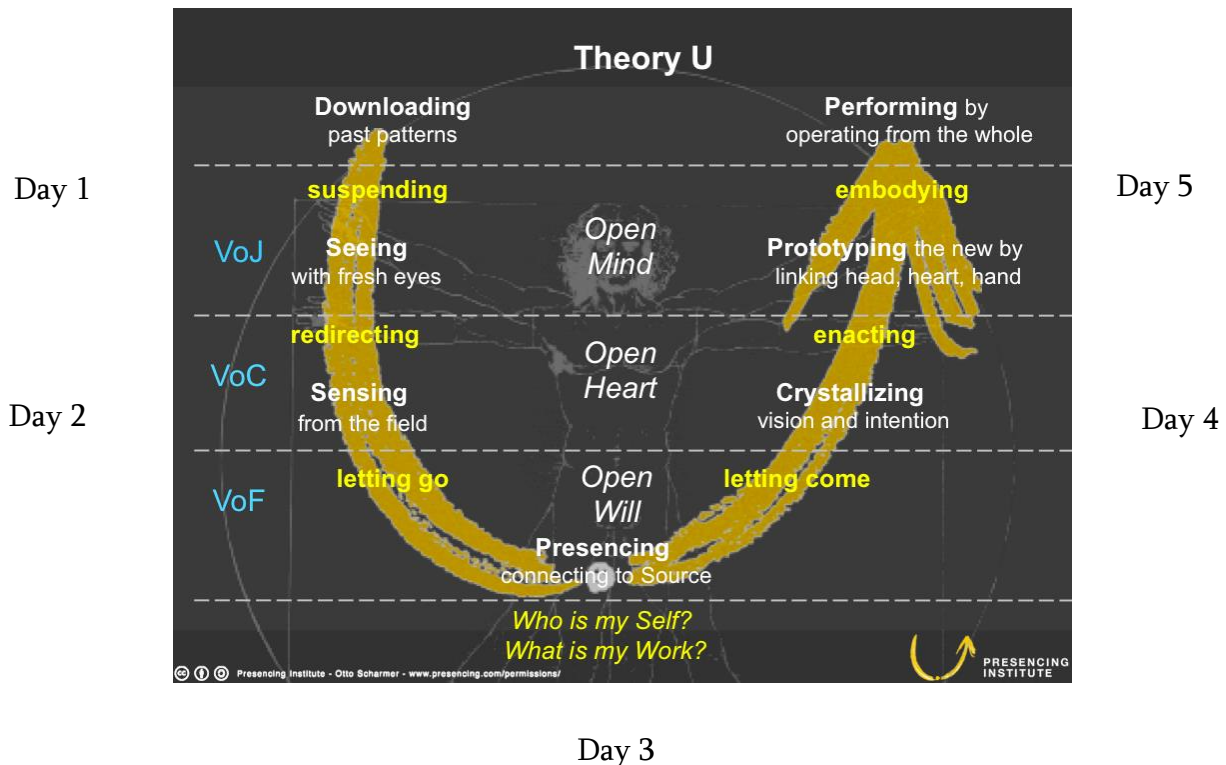 Theory U
Downloading
past patterns
Performing by
operating from the whole
Day 1
suspending
embodying
Day 5
VoJ
Seeing
with fresh eyes
Open
Mind
Prototyping the new by
linking head, heart, hand
redirecting
enacting
VoC
Open
Heart
Day 2
Sensing
from the field
Crystallizing
vision and intention
Day 4
letting go
letting come
VoF
Open
Will
Presencing
connecting to Source
Who is my Self?
What is my Work?
Presencing Institute - Otto Scharmer - www.presencing.com/permissions/
PRESENCING
INSTITUTE
Day 3